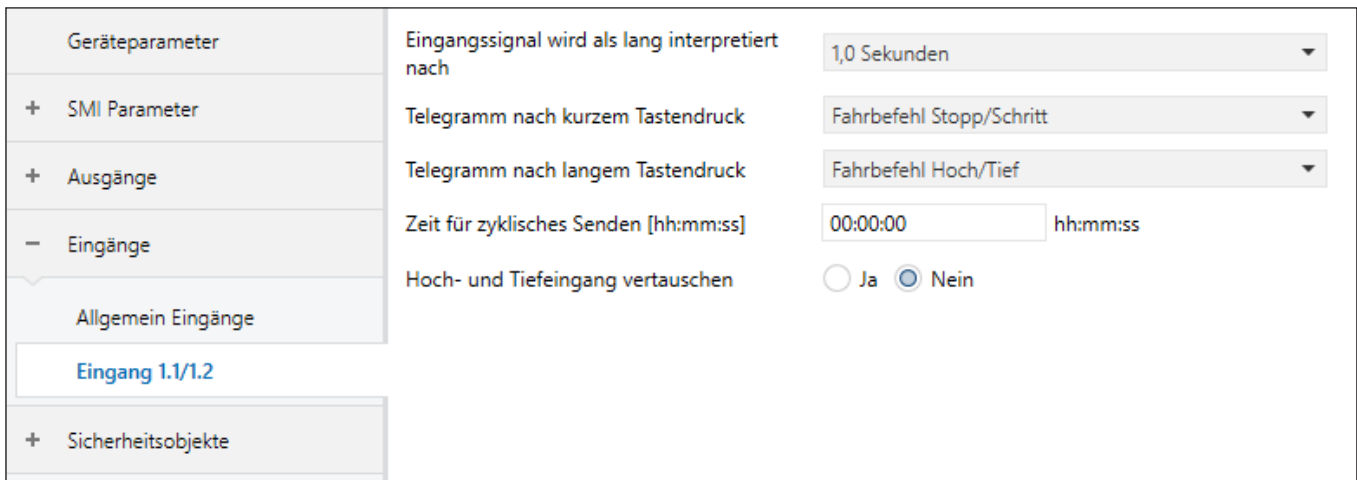 Geräteparameter
+ SMI Parameter
+ Ausgänge
− Eingänge
Allgemein Eingänge
Eingang 1.1/1.2
+ Sicherheitsobjekte
Eingangssignal wird als lang interpretiert
nach
1,0 Sekunden
Telegramm nach kurzem Tastendruck
Fahrbefehl Stopp/Schritt
Telegramm nach langem Tastendruck
Fahrbefehl Hoch/Tief
Zeit für zyklisches Senden [hh:mm:ss]
00:00:00 hh:mm:ss
Hoch- und Tiefeingang vertauschen
Ja Nein